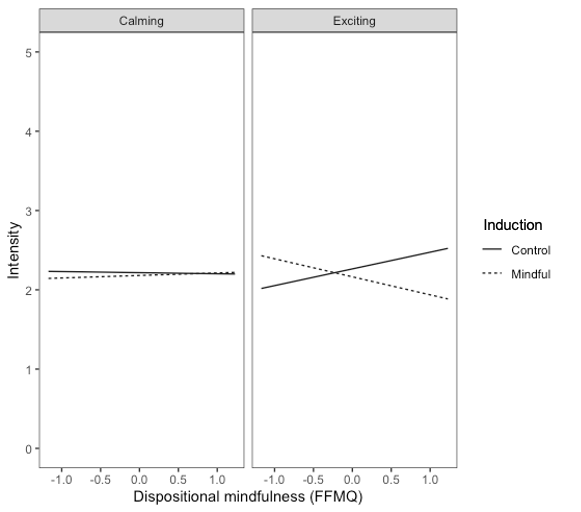 Calming
Exciting
5
4
3
2
1
0
Intensity
-1.0 -0.5 0.0 0.5 1.0
-1.0 -0.5 0.0 0.5 1.0
Dispositional mindfulness (FFMQ)
Induction
Control
Mindful